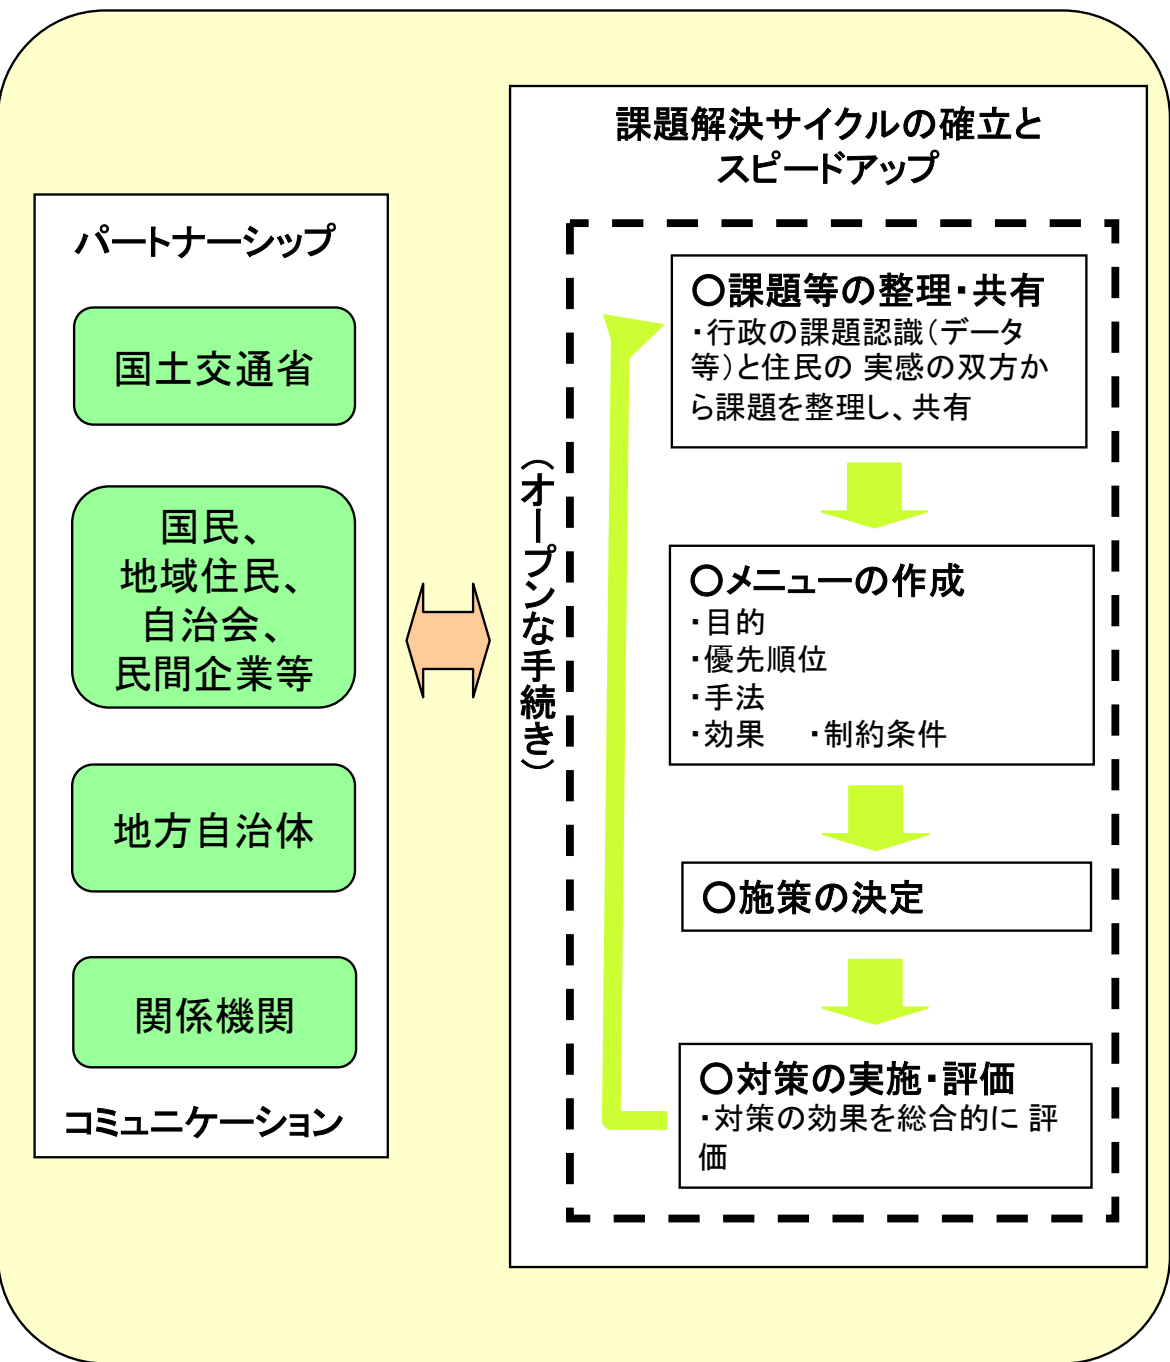 パートナーシップ
国土交通省
国民、
地域住民、
自治会、
民間企業等
地方自治体
関係機関
コミュニケーション
課題解決サイクルの確立と
スピードアップ
（オープンな手続き）
〇課題等の整理・共有
・行政の課題認識（データ
等）と住民の 実感の双方か
ら課題を整理し、共有
〇メニューの作成
・目的
・優先順位
・手法
・効果　・制約条件
〇施策の決定
〇対策の実施・評価
・対策の効果を総合的に 評
価